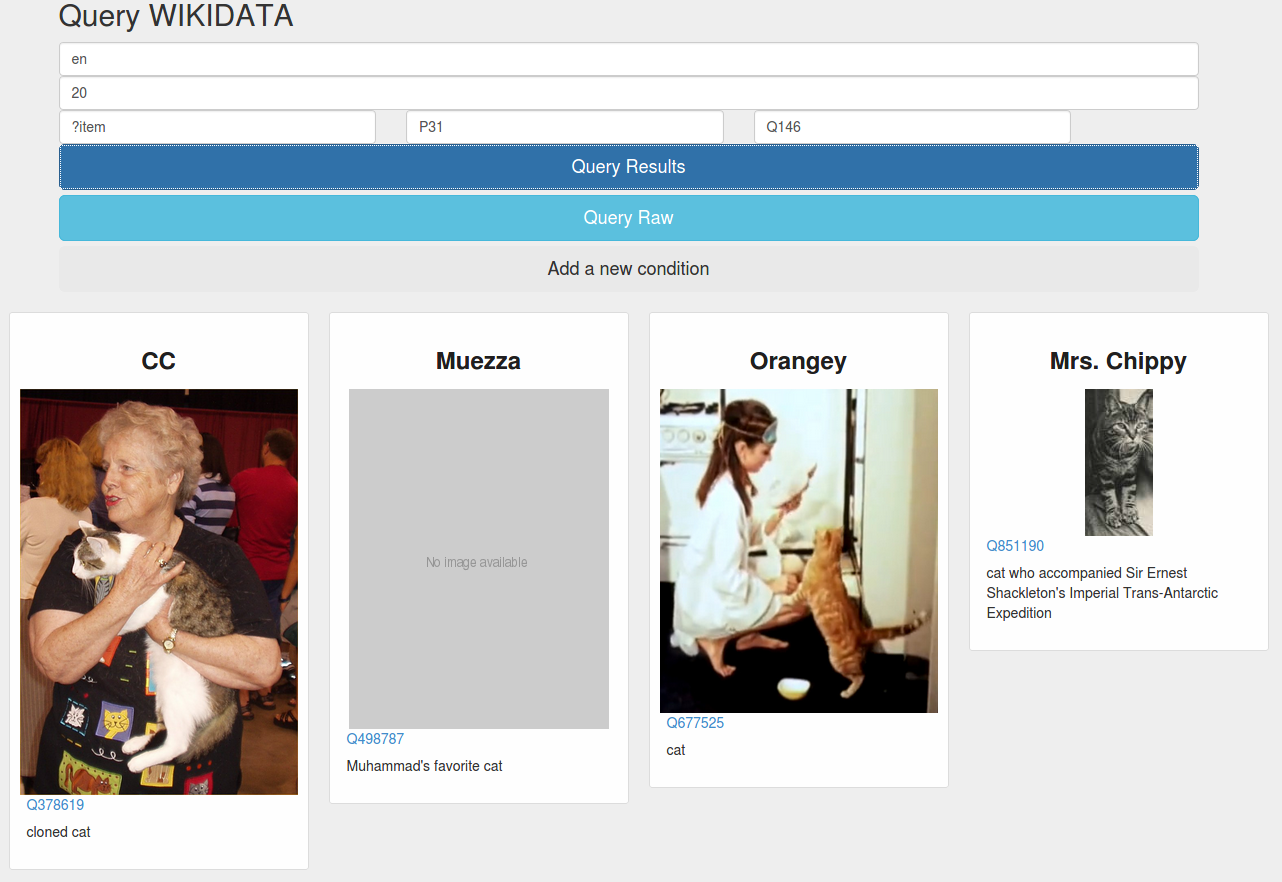 Query WIKIDATA
en
20
?item P31 Q146
Query Results
Query Raw
Add a new condition
CC
Q378619
cloned cat
Muezza
No image available
Q498787
Muhammad's favorite cat
Orangey
Q677525
cat
Mrs. Chippy
Q851190
cat who accompanied Sir Ernest
Shackleton's Imperial Trans-Antarctic
Expedition